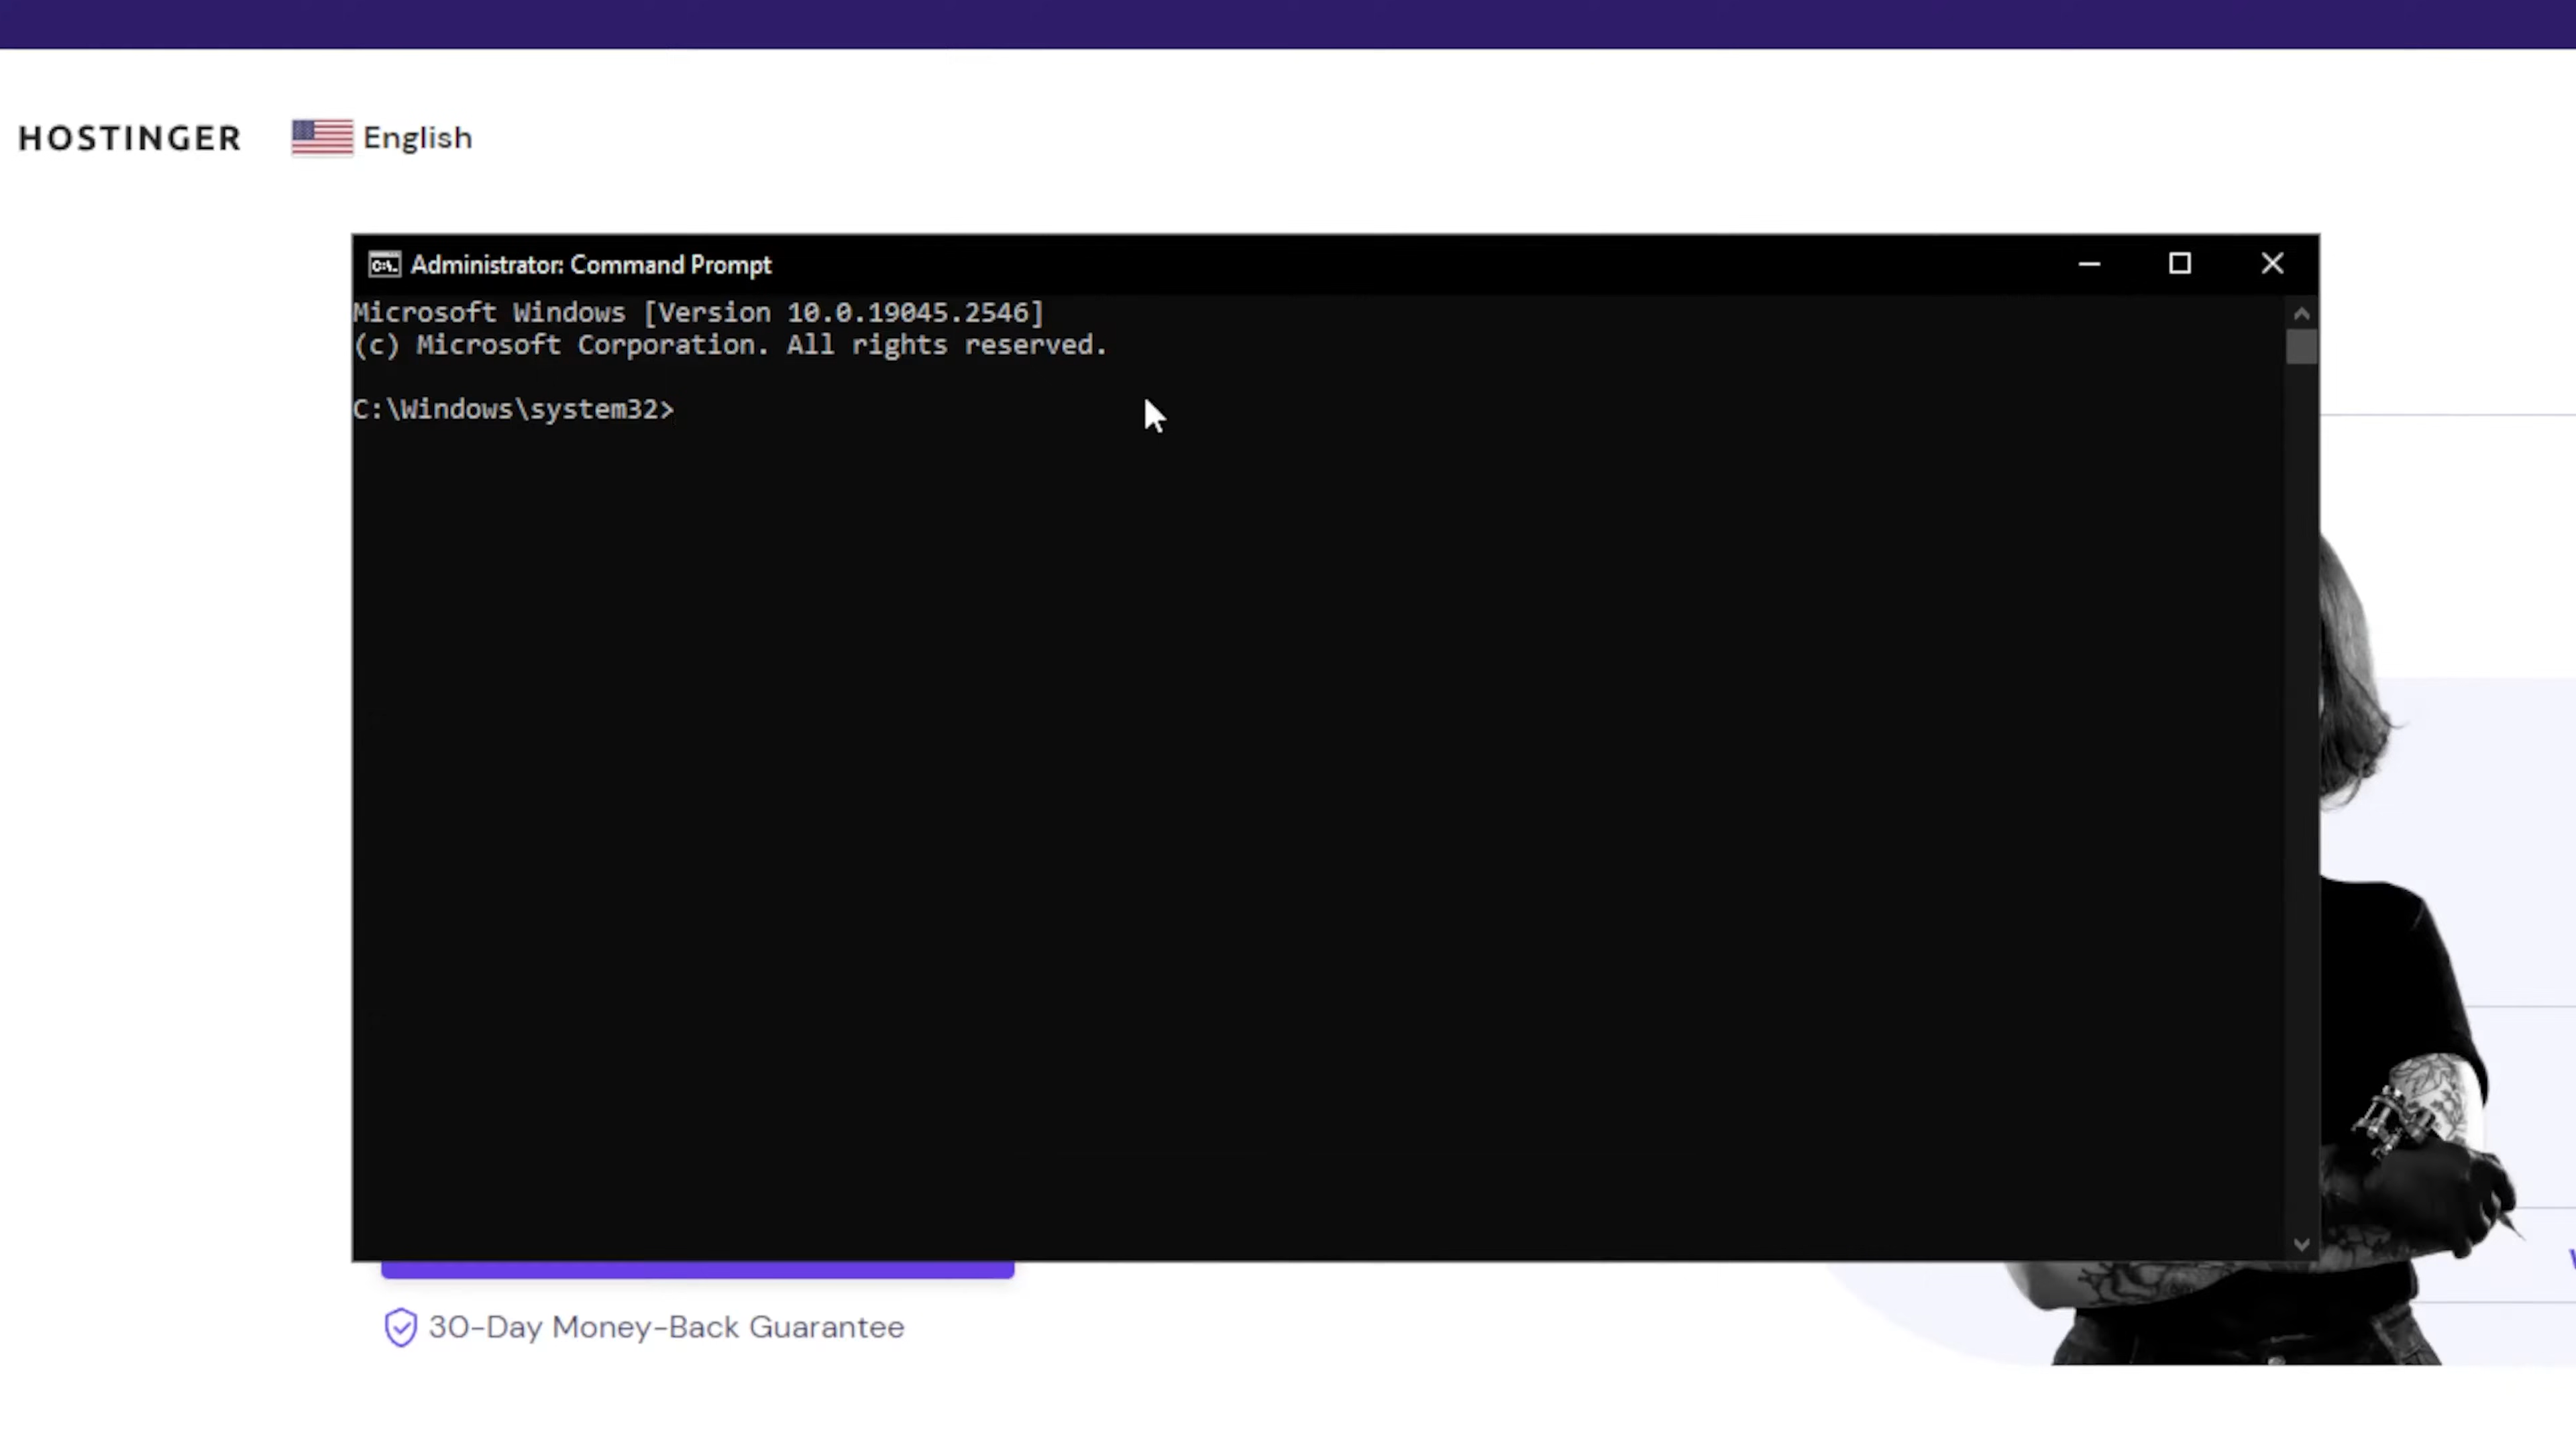 HOSTINGER English
Administrator: Command Prompt
Microsoft Windows [Version 10.0.19045.2546]
(c) Microsoft Corporation. All rights reserved.
C:\Windows\system32>
30-Day Money-Back Guarantee